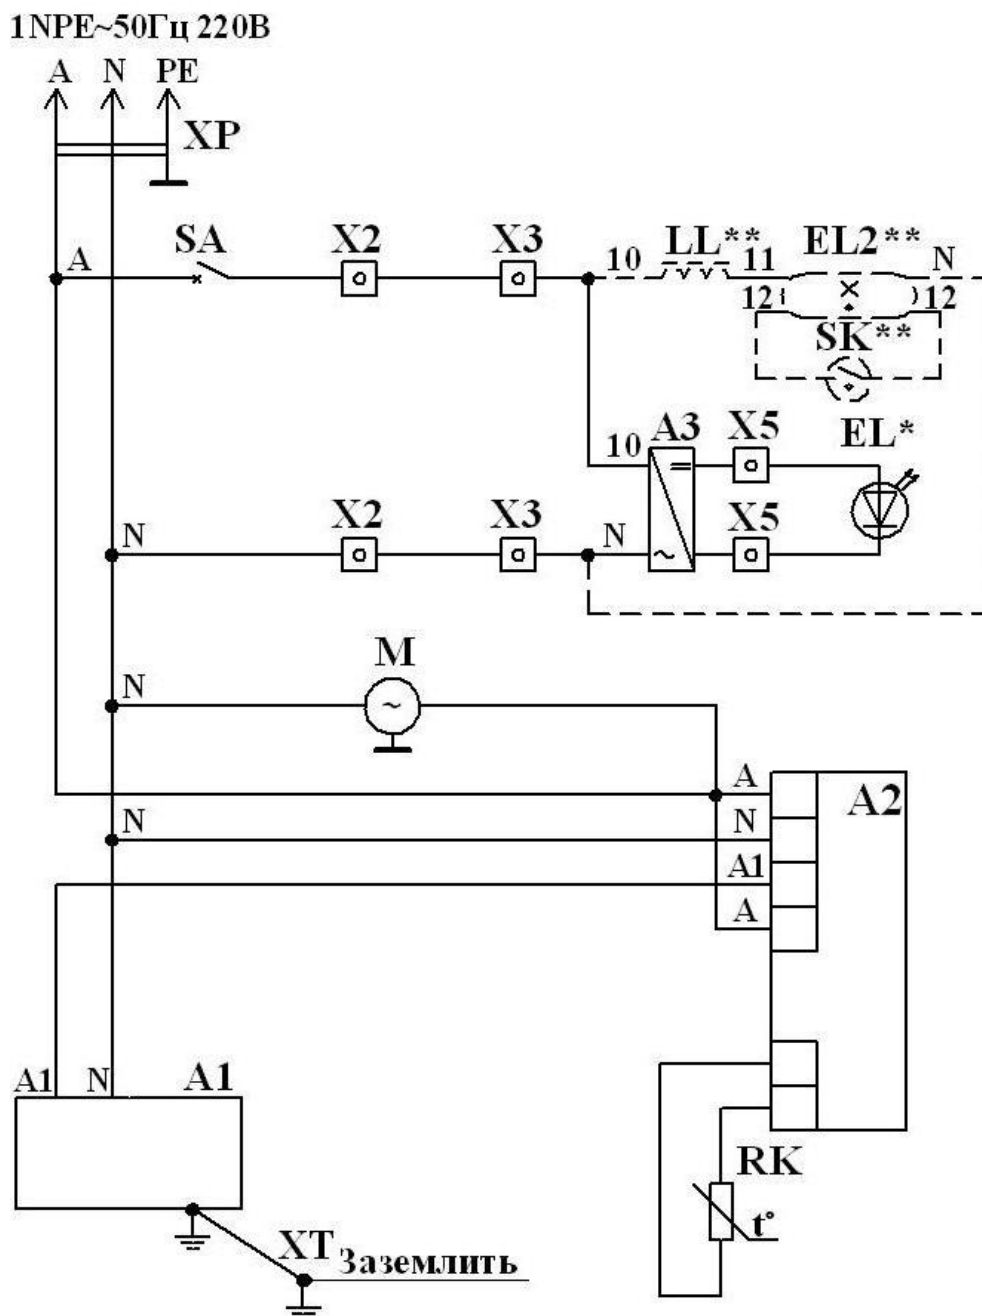 1NPE~50Гц 220В
A N PE
XP
A SA X2 X3 10 LL** 11 EL2** N
12 12
SK**
10 A3 X5 EL*
N X2 X3 N X5
N M
A A2
N N
A1
A
A1 N A1
RK
t°
XT Заземлить